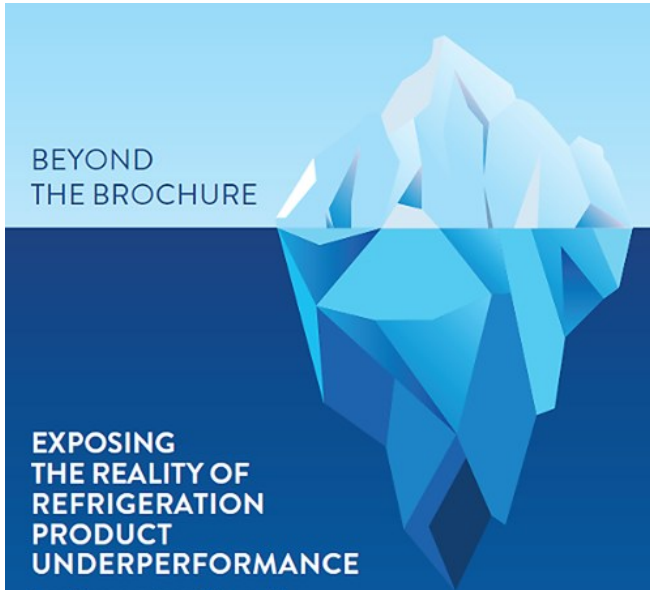 BEYOND
THE BROCHURE
EXPOSING
THE REALITY OF
REFRIGERATION
PRODUCT
UNDERPERFORMANCE